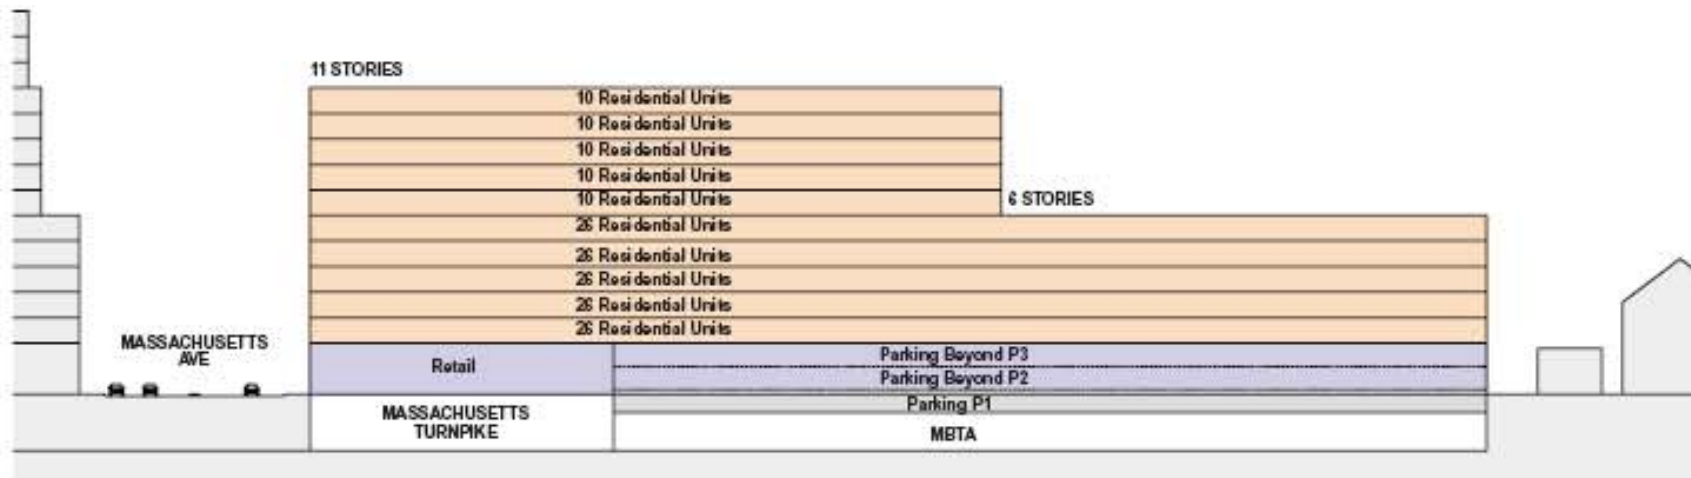 11 STORIES
10 Residential Units
10 Residential Units
10 Residential Units
10 Residential Units
10 Residential Units
6 STORIES
26 Residential Units
26 Residential Units
26 Residential Units
26 Residential Units
26 Residential Units
MASSACHUSETTS
AVE
Retail
Parking Beyond P3
Parking Beyond P2
Parking P1
MASSACHUSETTS
TURNPIKE
MBTA